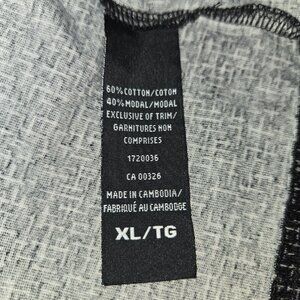 60% COTTON/COTON
40% MODAL/MODAL
EXCLUSIVE OF TRIM/
GARNITURES NON
COMPRISES
1720036
CA 00326
MADE IN CAMBODIA/
FABRIQUÉ AU CAMBODGE
XL/TG